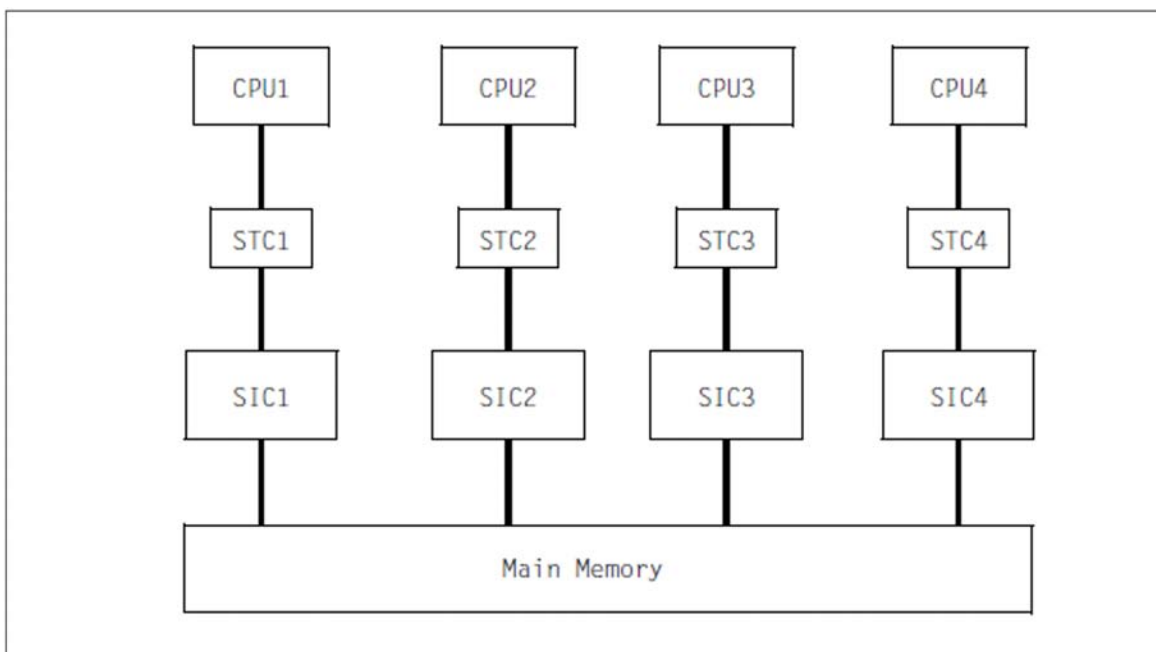 CPU1 CPU2 CPU3 CPU4
STC1 STC2 STC3 STC4
SIC1 SIC2 SIC3 SIC4
Main Memory